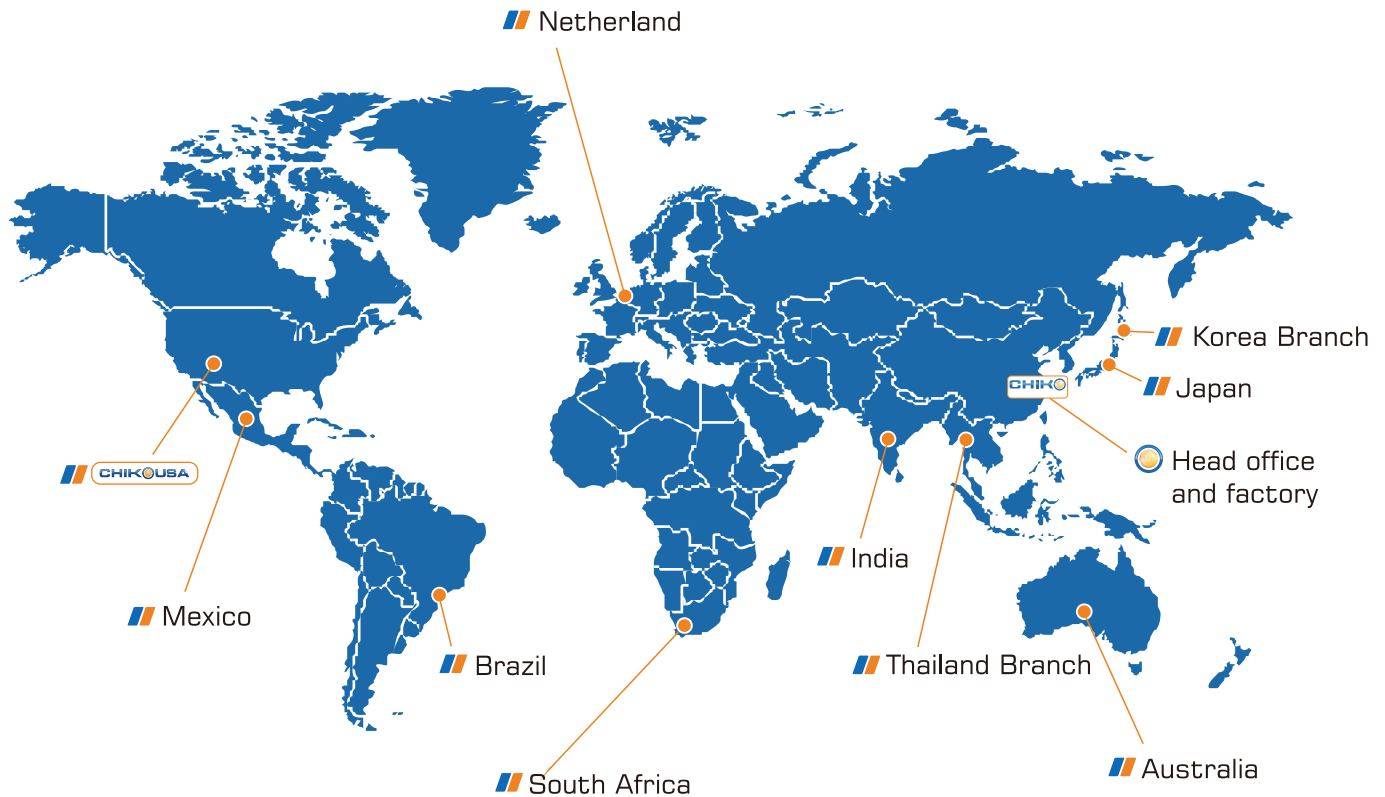 Netherland
Korea Branch
CHIKO
Japan
Head office
and factory
CHIKOUSA
India
Mexico
Brazil
Thailand Branch
South Africa
Australia